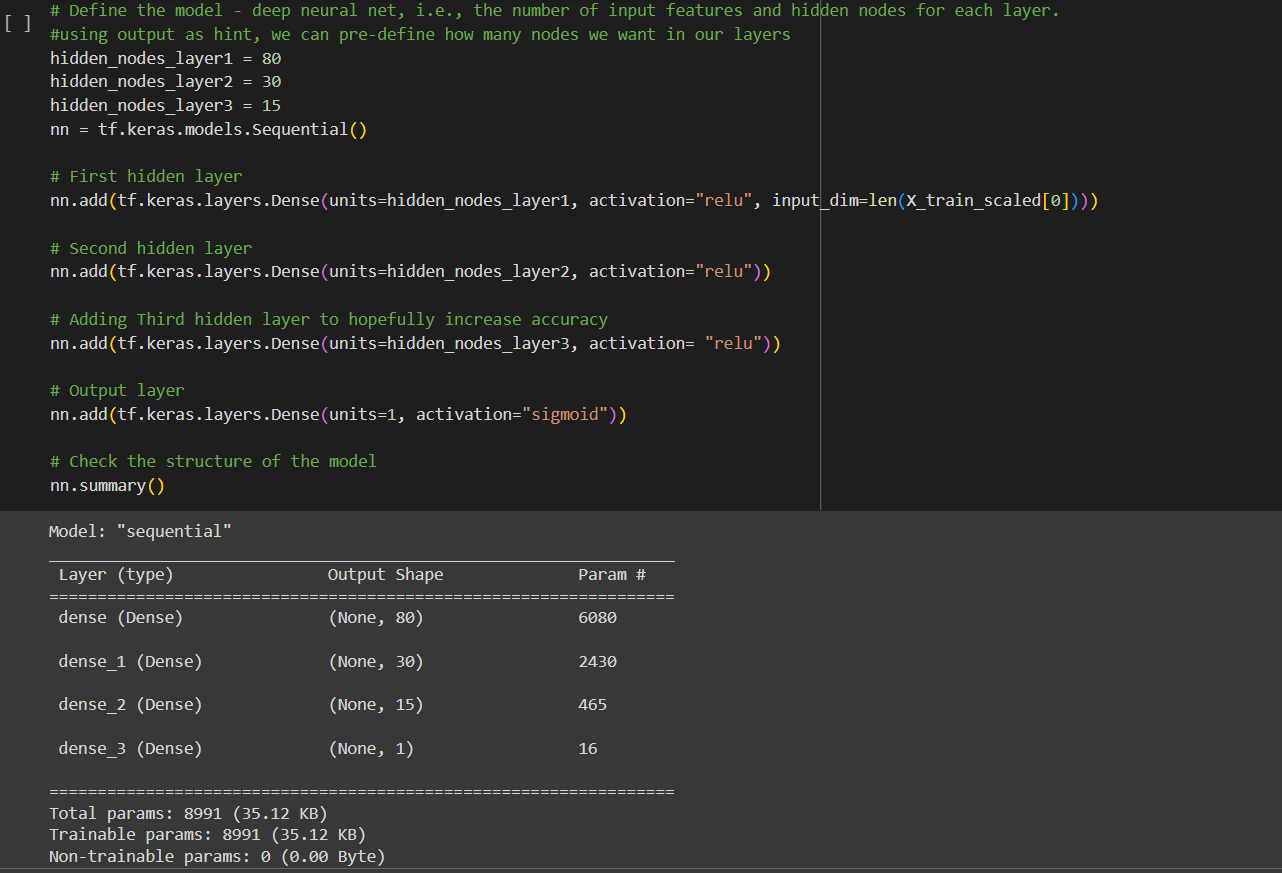 [ ]
# Define the model - deep neural net, i.e., the number of input features and hidden nodes for each layer.
#using output as hint, we can pre-define how many nodes we want in our layers
hidden_nodes_layer1 = 80
hidden_nodes_layer2 = 30
hidden_nodes_layer3 = 15
nn = tf.keras.models.Sequential()
# First hidden layer
nn.add(tf.keras.layers.Dense(units=hidden_nodes_layer1, activation="relu", input_dim=len(X_train_scaled[0])))
# Second hidden layer
nn.add(tf.keras.layers.Dense(units=hidden_nodes_layer2, activation="relu"))
# Adding Third hidden layer to hopefully increase accuracy
nn.add(tf.keras.layers.Dense(units=hidden_nodes_layer3, activation= "relu"))
# Output layer
nn.add(tf.keras.layers.Dense(units=1, activation="sigmoid"))
# Check the structure of the model
nn.summary()
Model: "sequential"
_________________________________________________________________
Layer (type) Output Shape Param #
=================================================================
dense (Dense) (None, 80) 6080
dense_1 (Dense) (None, 30) 2430
dense_2 (Dense) (None, 15) 465
dense_3 (Dense) (None, 1) 16
=================================================================
Total params: 8991 (35.12 KB)
Trainable params: 8991 (35.12 KB)
Non-trainable params: 0 (0.00 Byte)